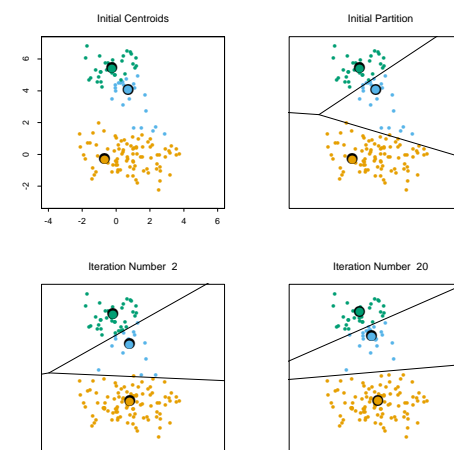 Initial Centroids
Initial Partition
6
4
2
0
-2
-4 -2 0 2 4 6
Iteration Number 2
Iteration Number 20